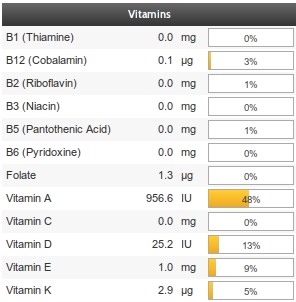 Vitamins
B1 (Thiamine) 0.0 mg 0%
B12 (Cobalamin) 0.1 µg 3%
B2 (Riboflavin) 0.0 mg 1%
B3 (Niacin) 0.0 mg 0%
B5 (Pantothenic Acid) 0.0 mg 1%
B6 (Pyridoxine) 0.0 mg 0%
Folate 1.3 µg 0%
Vitamin A 956.6 IU 48%
Vitamin C 0.0 mg 0%
Vitamin D 25.2 IU 13%
Vitamin E 1.0 mg 9%
Vitamin K 2.9 µg 5%